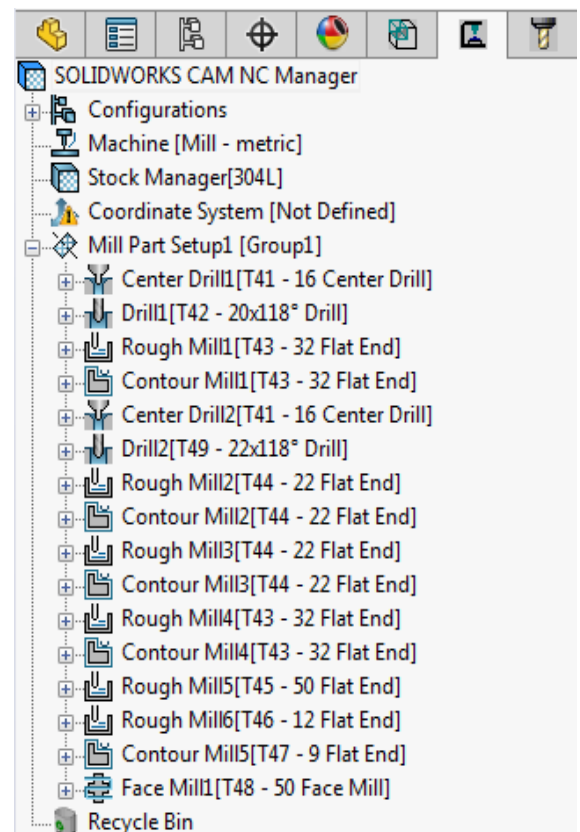 SOLIDWORKS CAM NC Manager
Configurations
Machine [Mill - metric]
Stock Manager[304L]
Coordinate System [Not Defined]
Mill Part Setup1 [Group1]
Center Drill1[T41 - 16 Center Drill]
Drill1[T42 - 20x118° Drill]
Rough Mill1[T43 - 32 Flat End]
Contour Mill1[T43 - 32 Flat End]
Center Drill2[T41 - 16 Center Drill]
Drill2[T49 - 22x118° Drill]
Rough Mill2[T44 - 22 Flat End]
Contour Mill2[T44 - 22 Flat End]
Rough Mill3[T44 - 22 Flat End]
Contour Mill3[T44 - 22 Flat End]
Rough Mill4[T43 - 32 Flat End]
Contour Mill4[T43 - 32 Flat End]
Rough Mill5[T45 - 50 Flat End]
Rough Mill6[T46 - 12 Flat End]
Contour Mill5[T47 - 9 Flat End]
Face Mill1[T48 - 50 Face Mill]
Recycle Bin